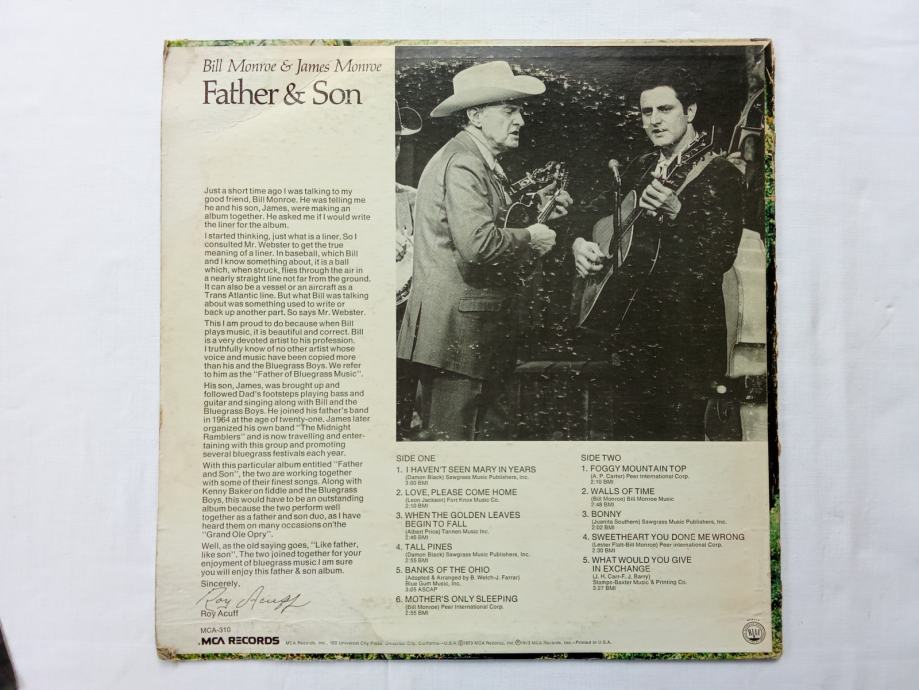 Bill Monroe & James Monroe
Father & Son
Just a short time ago I was talking to my
good friend, Bill Monroe. He was telling me
he and his son, James, were making an
album together. He asked me if I would write
the liner for the album.
I started thinking, just what is a liner. So I
consulted Mr. Webster to get the true
meaning of a liner. In baseball, which Bill
and I know something about, it is a ball
which, when struck, flies through the air in
a nearly straight line not far from the ground.
It can also be a vessel or an aircraft as a
Trans Atlantic line. But what Bill was talking
about was something used to write or
back up another part. So says Mr. Webster.
This I am proud to do because when Bill
plays music, it is beautiful and correct. Bill
is a very devoted artist to his profession.
I truthfully know of no other artist whose
voice and music have been copied more
than his and the Bluegrass Boys. We refer
to him as the "Father of Bluegrass Music".
His son, James, was brought up and
followed Dad's footsteps playing bass and
guitar and singing along with Bill and the
Bluegrass Boys. He joined his father's band
in 1964 at the age of twenty-one. James later
organized his own band "The Midnight
Ramblers" and is now travelling and enter-
taining with this group and promoting
several bluegrass festivals each year.
With this particular album entitled "Father
and Son", the two are working together
with some of their finest songs. Along with
Kenny Baker on fiddle and the Bluegrass
Boys, this would have to be an outstanding
album because the two perform well
together as a father and son duo, as I have
heard them on many occasions on the
"Grand Ole Opry".
Well, as the old saying goes, "Like father,
like son". The two joined together for your
enjoyment of bluegrass music. I am sure
you will enjoy this father & son album.
Sincerely,
Roy Acuff
Roy Acuff
MCA-310
MCA RECORDS
MCA Records, Inc., 100 Universal City Plaza, Universal City, California—U.S.A. Ⓒ1973 MCA Records, Inc. Ⓟ1973 MCA Records, Inc.—Printed in U.S.A.
SIDE ONE
1. I HAVEN'T SEEN MARY IN YEARS
(Damon Black) Sawgrass Music Publishers, Inc.
3:00 BMI
2. LOVE, PLEASE COME HOME
(Leon Jackson) Fort Knox Music Co.
2:10 BMI
3. WHEN THE GOLDEN LEAVES
BEGIN TO FALL
(Albert Price) Tannen Music Inc.
2:46 BMI
4. TALL PINES
(Damon Black) Sawgrass Music Publishers, Inc.
2:55 BMI
5. BANKS OF THE OHIO
(Adopted & Arranged by B. Welch-J. Farrar)
Blue Gum Music, Inc.
3:05 ASCAP
6. MOTHER'S ONLY SLEEPING
(Bill Monroe) Peer International Corp.
2:55 BMI
SIDE TWO
1. FOGGY MOUNTAIN TOP
(A. P. Carter) Peer International Corp.
2:10 BMI
2. WALLS OF TIME
(Bill Monroe) Bill Monroe Music
2:48 BMI
3. BONNY
(Juanita Southern) Sawgrass Music Publishers, Inc.
2:02 BMI
4. SWEETHEART YOU DONE ME WRONG
(Lester Flatt-Bill Monroe) Peer International Corp.
2:30 BMI
5. WHAT WOULD YOU GIVE
IN EXCHANGE
(J. H. Carr-F. J. Barry)
Stamps-Baxter Music & Printing Co.
3:27 BMI